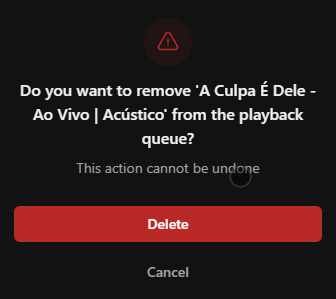 Do you want to remove 'A Culpa É Dele -
Ao Vivo | Acústico' from the playback
queue?
This action cannot be undone
Delete
Cancel